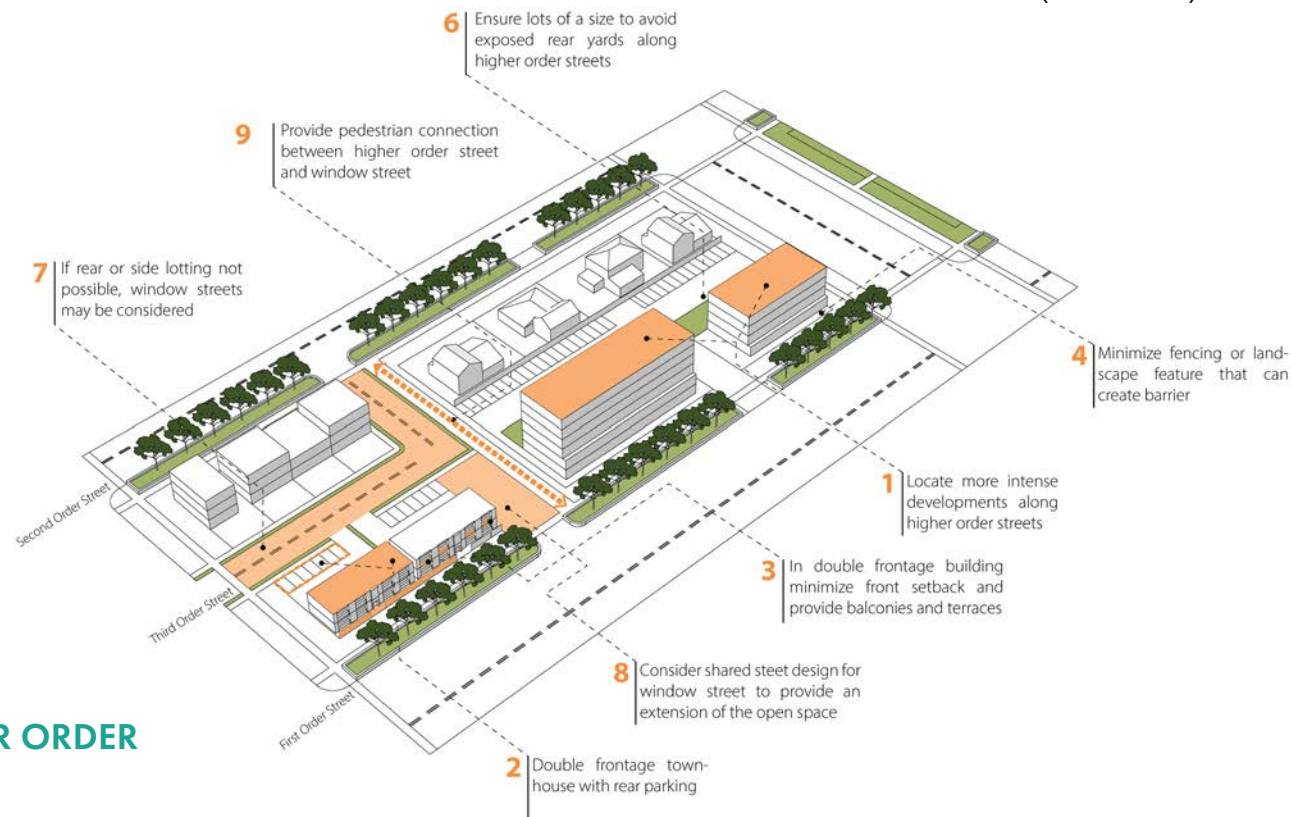 6
Ensure lots of a size to avoid
exposed rear yards along
higher order streets
9
Provide pedestrian connection
between higher order street
and window street
7
If rear or side lotting not
possible, window streets
may be considered
4
Minimize fencing or land-
scape feature that can
create barrier
1
Locate more intense
developments along
higher order streets
3
In double frontage building
minimize front setback and
provide balconies and terraces
8
Consider shared steet design for
window street to provide an
extension of the open space
2
Double frontage town-
house with rear parking
Second Order Street
Third Order Street
First Order Street
R ORDER